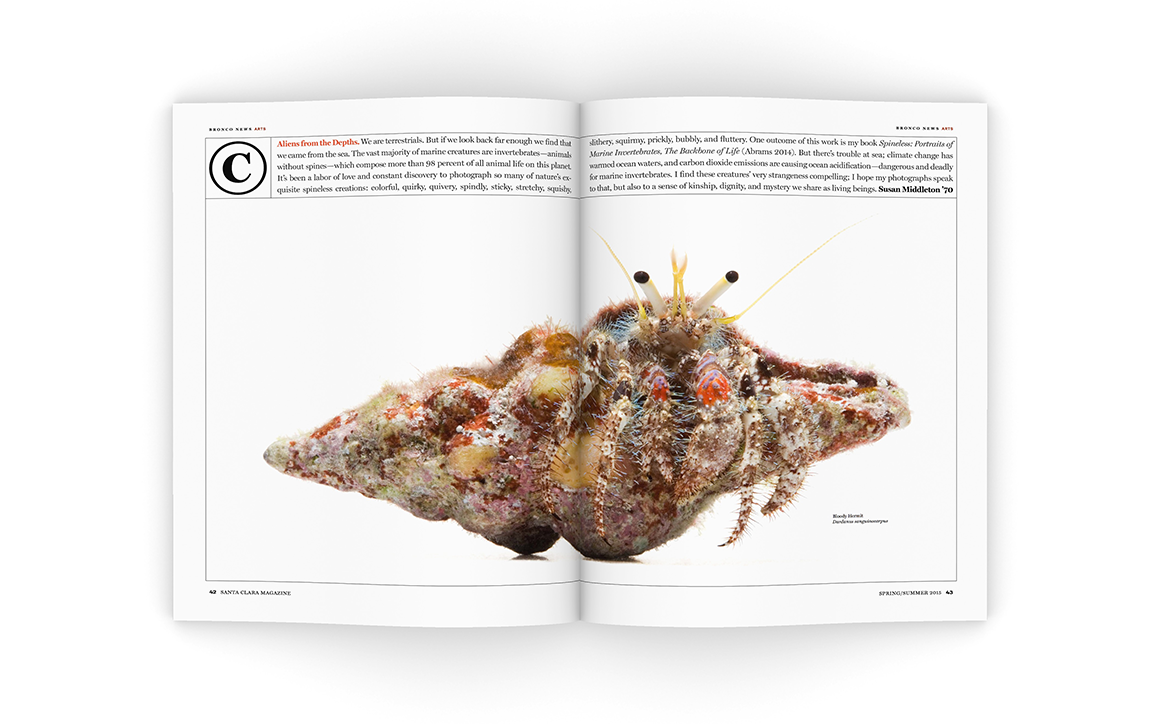 BRONCO NEWS ARTS
C
Aliens from the Depths. We are terrestrials. But if we look back far enough we find that
we came from the sea. The vast majority of marine creatures are invertebrates—animals
without spines—which compose more than 98 percent of all animal life on this planet.
It's been a labor of love and constant discovery to photograph so many of nature's ex-
quisite spineless creations: colorful, quirky, quivery, spindly, sticky, stretchy, squishy,
BRONCO NEWS ARTS
slithery, squirmy, prickly, bubbly, and fluttery. One outcome of this work is my book Spineless: Portraits of
Marine Invertebrates, The Backbone of Life (Abrams 2014). But there's trouble at sea; climate change has
warmed ocean waters, and carbon dioxide emissions are causing ocean acidification—dangerous and deadly
for marine invertebrates. I find these creatures' very strangeness compelling; I hope my photographs speak
to that, but also to a sense of kinship, dignity, and mystery we share as living beings. Susan Middleton '70
Bloody Hermit
Dardanus sanguinocarpus
42 SANTA CLARA MAGAZINE
SPRING/SUMMER 2015 43